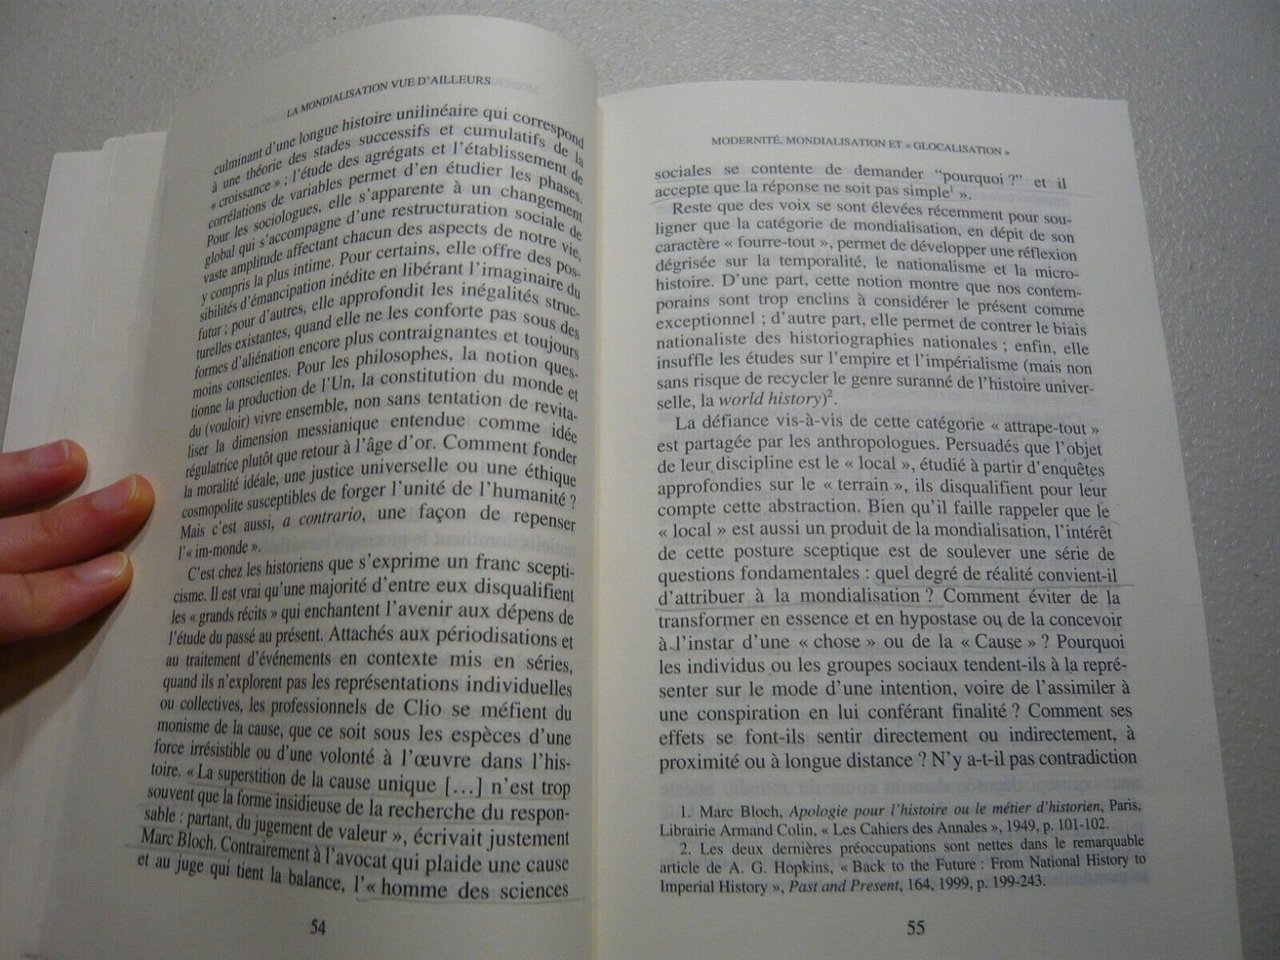 LA MONDIALISATION VUE D'AILLEURS
culminant d'une longue histoire unilinéaire qui correspond
à une théorie des stades successifs et cumulatifs de la
« croissance » ; l'étude des agrégats et l'établissement de
corrélations de variables permet d'en étudier les phases.
Pour les sociologues, elle s'apparente à un changement
global qui s'accompagne d'une restructuration sociale de
vaste amplitude affectant chacun des aspects de notre vie,
y compris la plus intime. Pour certains, elle offre des pos-
sibilités d'émancipation inédite en libérant l'imaginaire du
futur ; pour d'autres, elle approfondit les inégalités struc-
turelles existantes, quand elle ne les conforte pas sous des
formes d'aliénation encore plus contraignantes et toujours
moins conscientes. Pour les philosophes, la notion ques-
tionne la production de l'Un, la constitution du monde et
du (vouloir) vivre ensemble, non sans tentation de revita-
liser la dimension messianique entendue comme idée
régulatrice plutôt que retour à l'âge d'or. Comment fonder
la moralité idéale, une justice universelle ou une éthique
cosmopolite susceptibles de forger l'unité de l'humanité ?
Mais c'est aussi, a contrario, une façon de repenser
l'« im-monde ».
C'est chez les historiens que s'exprime un franc scepti-
cisme. Il est vrai qu'une majorité d'entre eux disqualifient
les « grands récits » qui enchantent l'avenir aux dépens de
l'étude du passé au présent. Attachés aux périodisations et
au traitement d'événements en contexte mis en séries,
quand ils n'explorent pas les représentations individuelles
ou collectives, les professionnels de Clio se méfient du
monisme de la cause, que ce soit sous les espèces d'une
force irrésistible ou d'une volonté à l'œuvre dans l'his-
toire. « La superstition de la cause unique [...] n'est trop
souvent que la forme insidieuse de la recherche du respon-
sable : partant, du jugement de valeur », écrivait justement
Marc Bloch. Contrairement à l'avocat qui plaide une cause
et au juge qui tient la balance, l'« homme des sciences
54
MODERNITÉ, MONDIALISATION ET « GLOCALISATION »
sociales se contente de demander “pourquoi ?” et il
accepte que la réponse ne soit pas simple¹ ».
Reste que des voix se sont élevées récemment pour sou-
ligner que la catégorie de mondialisation, en dépit de son
caractère « fourre-tout », permet de développer une réflexion
dégrisée sur la temporalité, le nationalisme et la micro-
histoire. D'une part, cette notion montre que nos contem-
porains sont trop enclins à considérer le présent comme
exceptionnel ; d'autre part, elle permet de contrer le biais
nationaliste des historiographies nationales ; enfin, elle
insuffle les études sur l'empire et l'impérialisme (mais non
sans risque de recycler le genre suranné de l'histoire univer-
selle, la world history)².
La défiance vis-à-vis de cette catégorie « attrape-tout »
est partagée par les anthropologues. Persuadés que l'objet
de leur discipline est le « local », étudié à partir d'enquêtes
approfondies sur le « terrain », ils disqualifient pour leur
compte cette abstraction. Bien qu'il faille rappeler que le
« local » est aussi un produit de la mondialisation, l'intérêt
de cette posture sceptique est de soulever une série de
questions fondamentales : quel degré de réalité convient-il
d'attribuer à la mondialisation ? Comment éviter de la
transformer en essence et en hypostase ou de la concevoir
à l'instar d'une « chose » ou de la « Cause » ? Pourquoi
les individus ou les groupes sociaux tendent-ils à la repré-
senter sur le mode d'une intention, voire de l'assimiler à
une conspiration en lui conférant finalité ? Comment ses
effets se font-ils sentir directement ou indirectement, à
proximité ou à longue distance ? N'y a-t-il pas contradiction
1. Marc Bloch, Apologie pour l'histoire ou le métier d'historien, Paris,
Librairie Armand Colin, « Les Cahiers des Annales », 1949, p. 101-102.
2. Les deux dernières préoccupations sont nettes dans le remarquable
article de A. G. Hopkins, « Back to the Future : From National History to
Imperial History », Past and Present, 164, 1999, p. 199-243.
55